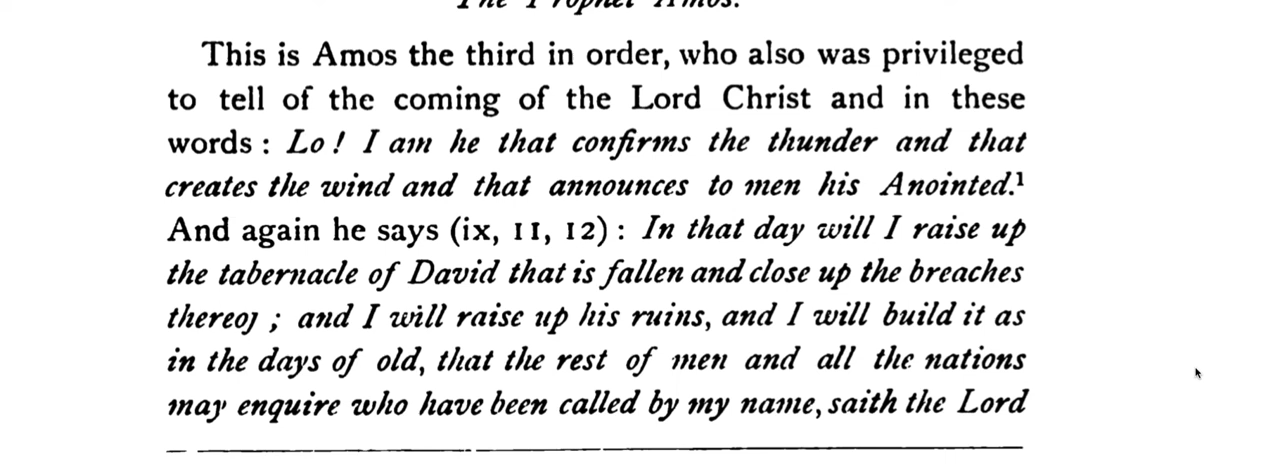 The Prophet Amos.
This is Amos the third in order, who also was privileged
to tell of the coming of the Lord Christ and in these
words : Lo! I am he that confirms the thunder and that
creates the wind and that announces to men his Anointed.¹
And again he says (ix, 11, 12) : In that day will I raise up
the tabernacle of David that is fallen and close up the breaches
thereof ; and I will raise up his ruins, and I will build it as
in the days of old, that the rest of men and all the nations
may enquire who have been called by my name, saith the Lord